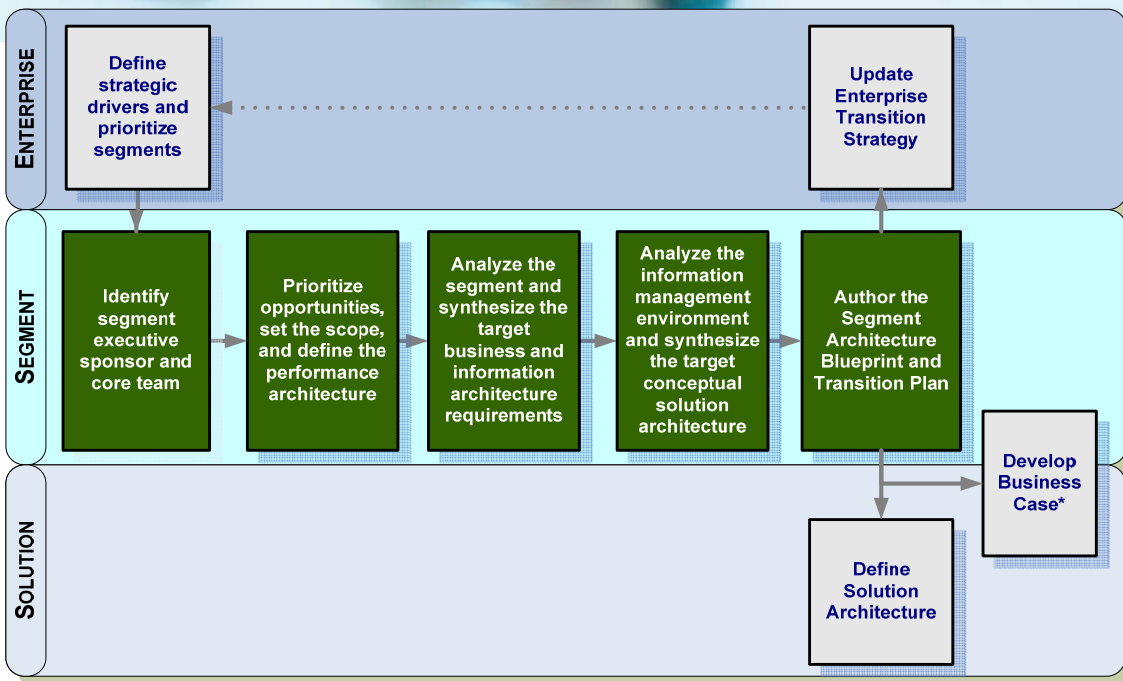 ENTERPRISE
Define
strategic
drivers and
prioritize
segments
Update
Enterprise
Transition
Strategy
SEGMENT
Identify
segment
executive
sponsor and
core team
Prioritize
opportunities,
set the scope,
and define the
performance
architecture
Analyze the
segment and
synthesize the
target
business and
information
architecture
requirements
Analyze the
information
management
environment
and synthesize
the target
conceptual
solution
architecture
Author the
Segment
Architecture
Blueprint and
Transition Plan
SOLUTION
Develop
Business
Case*
Define
Solution
Architecture